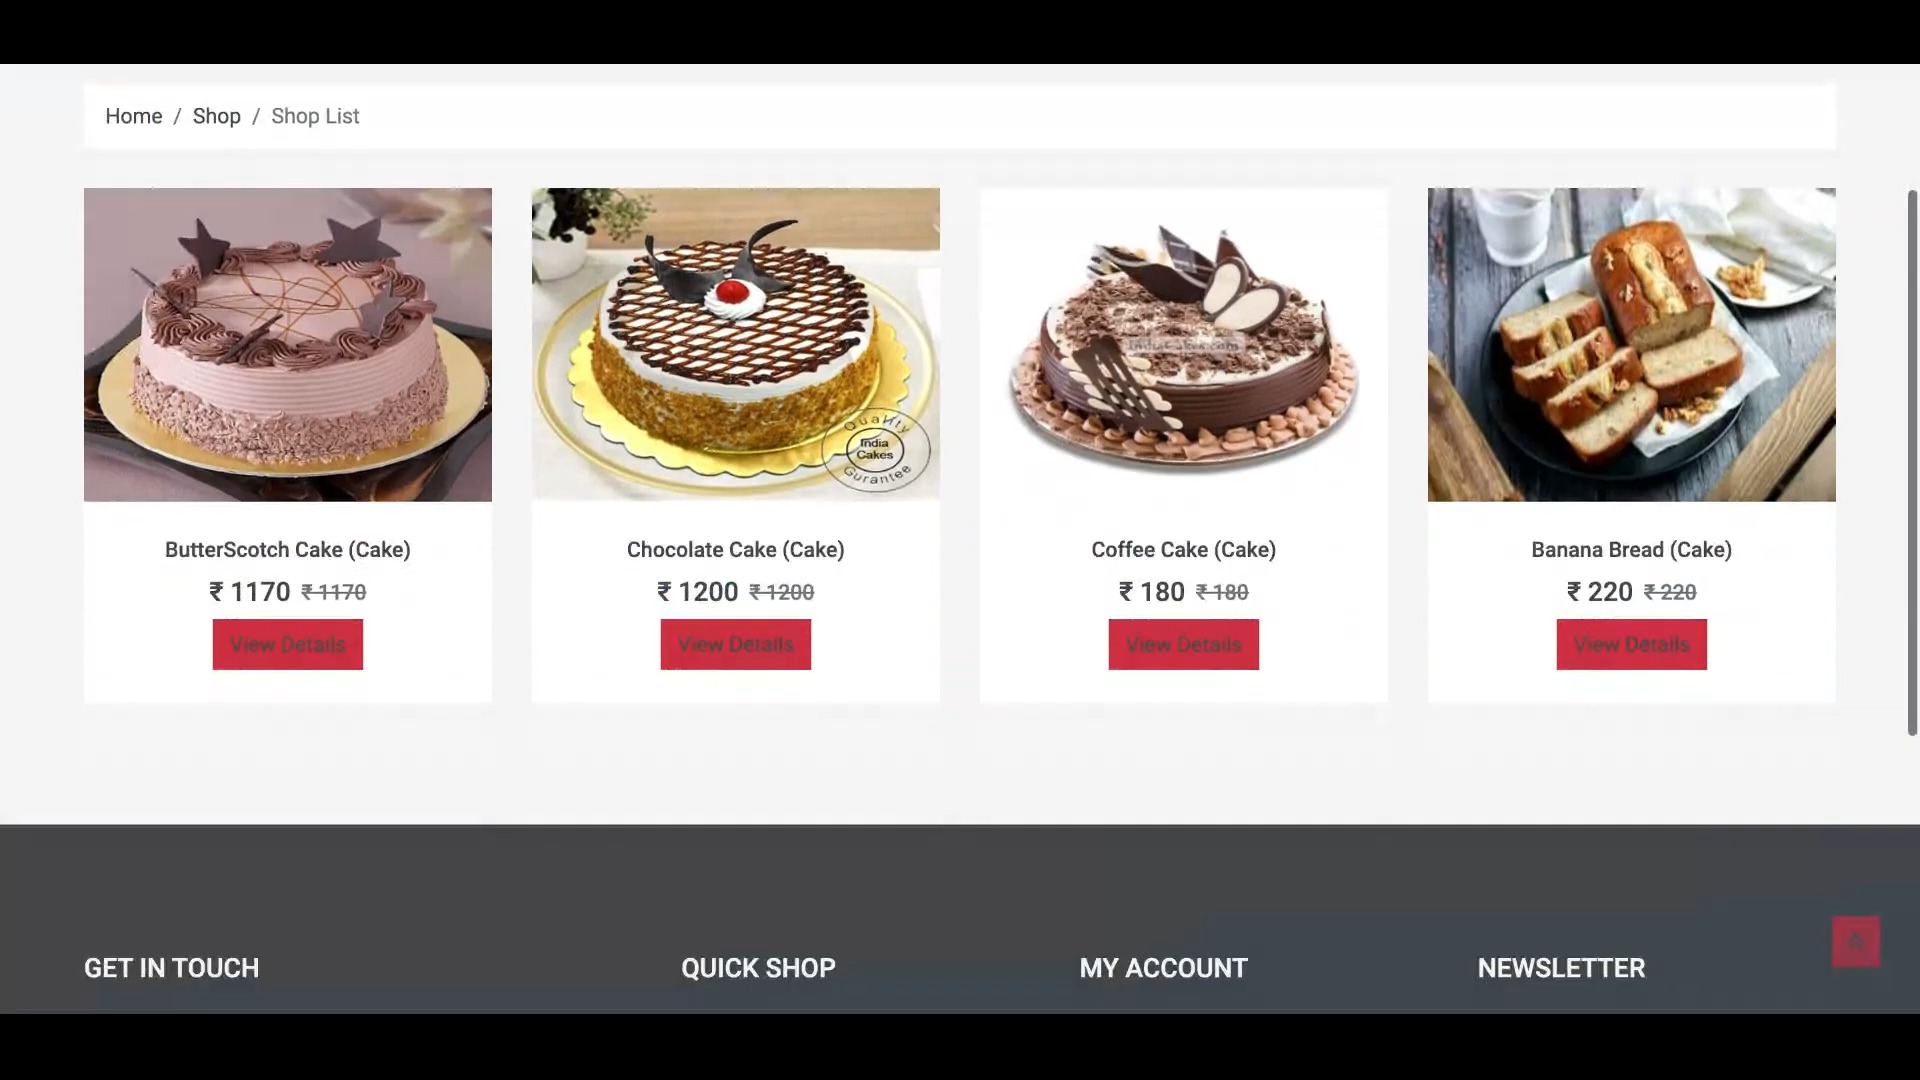 Home / Shop / Shop List
IndiaCakes.com
Quality
India
Cakes
Gurantee
ButterScotch Cake (Cake)
₹ 1170 ₹ 1170
View Details
Chocolate Cake (Cake)
₹ 1200 ₹ 1200
View Details
Coffee Cake (Cake)
₹ 180 ₹ 180
View Details
Banana Bread (Cake)
₹ 220 ₹ 220
View Details
GET IN TOUCH
QUICK SHOP
MY ACCOUNT
NEWSLETTER